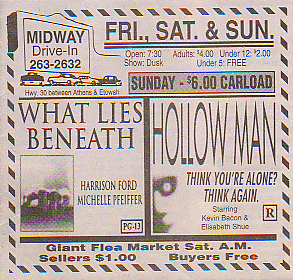 MIDWAY
Drive-In
263-2632
Hwy. 30 between Athens & Etowah
FRI., SAT. & SUN.
Open: 7:30 Adults: $4.00 Under 12: $2.00
Show: Dusk Under 5: FREE
SUNDAY - $6.00 CARLOAD
WHAT LIES
BENEATH
HARRISON FORD
MICHELLE PFEIFFER
PG-13
HOLLOW MAN
THINK YOU'RE ALONE?
THINK AGAIN.
Starring
Kevin Bacon &
Elisabeth Shue
R
Giant Flea Market Sat. A.M.
Sellers $1.00 Buyers Free